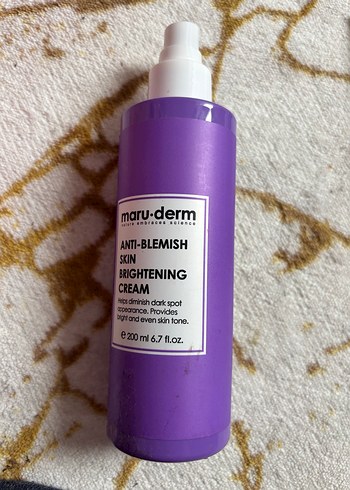 maru·derm
nature embraces science
ANTI-BLEMISH
SKIN
BRIGHTENING
CREAM
Helps diminish dark spot
appearance. Provides
bright and even skin tone.
℮ 200 ml 6.7 fl.oz.